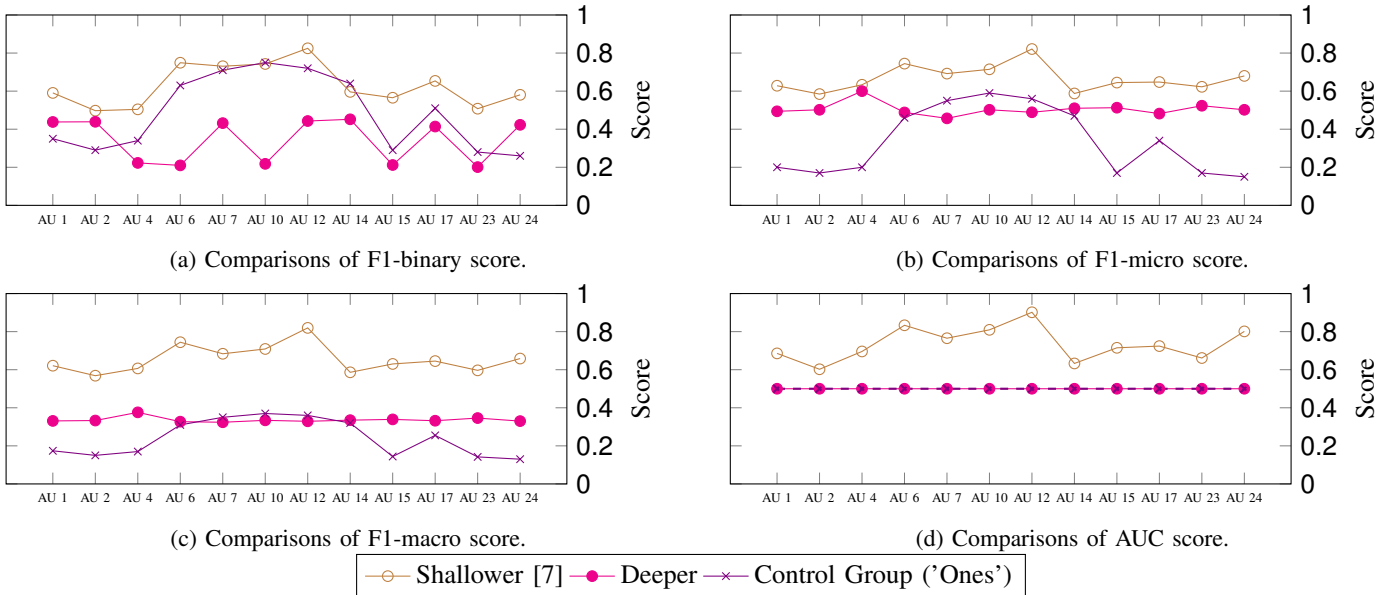 1
0.8
0.6
0.4
0.2
0
Score
AU 1 AU 2 AU 4 AU 6 AU 7 AU 10 AU 12 AU 14 AU 15 AU 17 AU 23 AU 24
(a) Comparisons of F1-binary score.
1
0.8
0.6
0.4
0.2
0
Score
AU 1 AU 2 AU 4 AU 6 AU 7 AU 10 AU 12 AU 14 AU 15 AU 17 AU 23 AU 24
(b) Comparisons of F1-micro score.
1
0.8
0.6
0.4
0.2
0
Score
AU 1 AU 2 AU 4 AU 6 AU 7 AU 10 AU 12 AU 14 AU 15 AU 17 AU 23 AU 24
(c) Comparisons of F1-macro score.
1
0.8
0.6
0.4
0.2
0
Score
AU 1 AU 2 AU 4 AU 6 AU 7 AU 10 AU 12 AU 14 AU 15 AU 17 AU 23 AU 24
(d) Comparisons of AUC score.
Shallower [7] Deeper Control Group ('Ones')